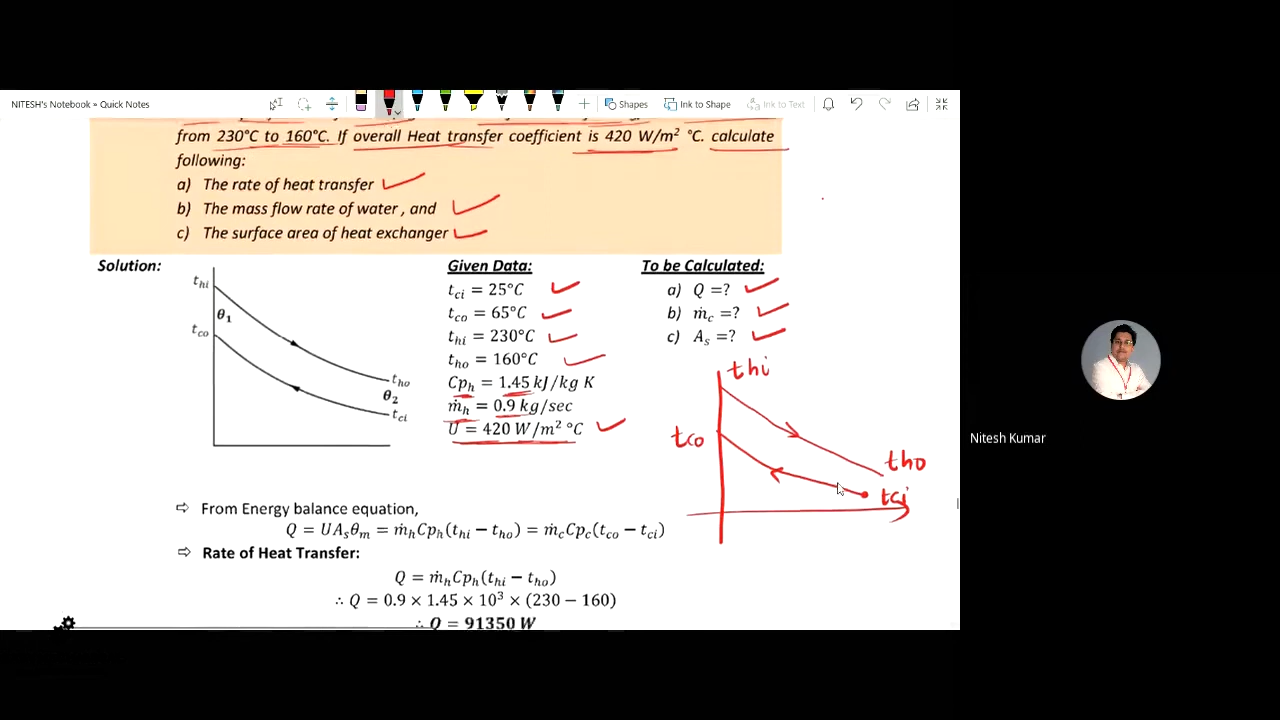 NITESH's Notebook » Quick Notes
Shapes
Ink to Shape
Ink to Text
from 230°C to 160°C. If overall Heat transfer coefficient is 420 W/m² °C. calculate
following:
a) The rate of heat transfer
b) The mass flow rate of water , and
c) The surface area of heat exchanger
Solution:
t_hi
θ₁
t_co
t_ho
θ₂
t_ci
Given Data:
t_ci = 25°C
t_co = 65°C
t_hi = 230°C
t_ho = 160°C
Cp_h = 1.45 kJ/kg K
ṁ_h = 0.9 kg/sec
U = 420 W/m² °C
To be Calculated:
a) Q =?
b) ṁ_c =?
c) A_s =?
thi
tco
tho
tci
⇨ From Energy balance equation,
Q = UA_sθ_m = ṁ_hCp_h(t_hi − t_ho) = ṁ_cCp_c(t_co − t_ci)
⇨ Rate of Heat Transfer:
Q = ṁ_hCp_h(t_hi − t_ho)
∴ Q = 0.9 × 1.45 × 10³ × (230 − 160)
∴ Q = 91350 W
Nitesh Kumar